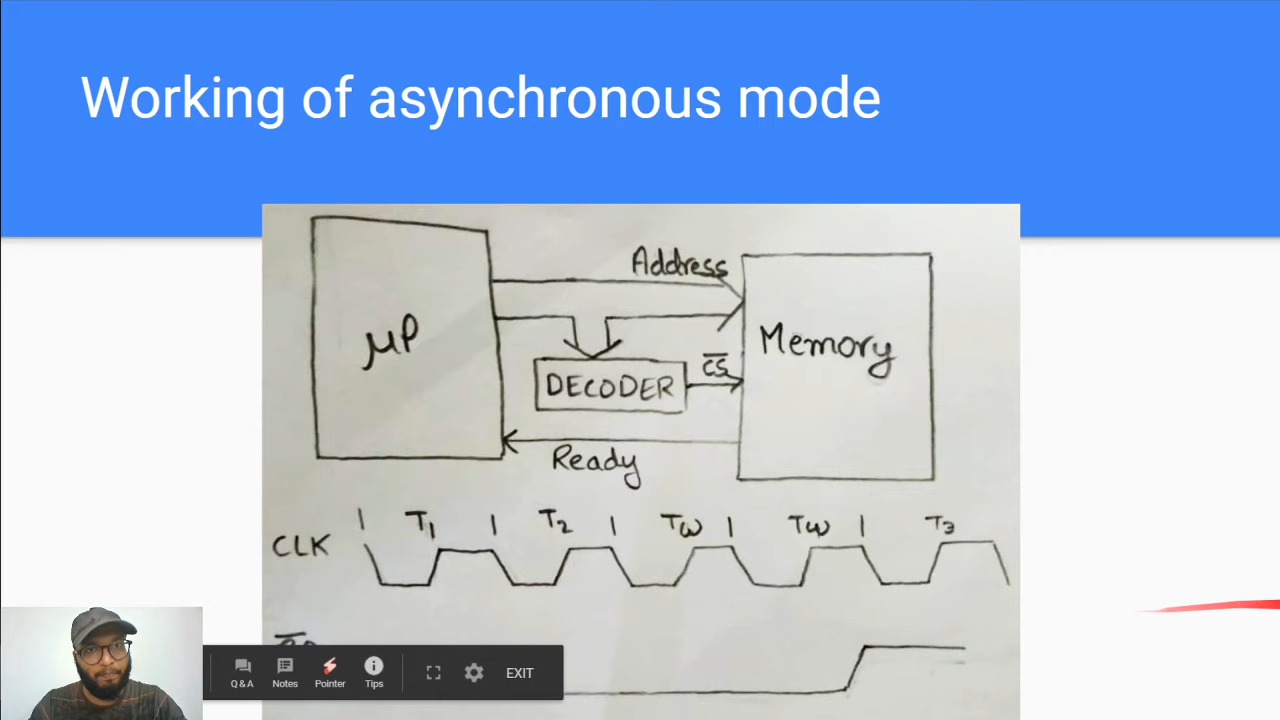 Working of asynchronous mode
Address
μP
Memory
C̅S̅
DECODER
Ready
T1 T2 TW TW T3
CLK
Q&A Notes Pointer Tips EXIT